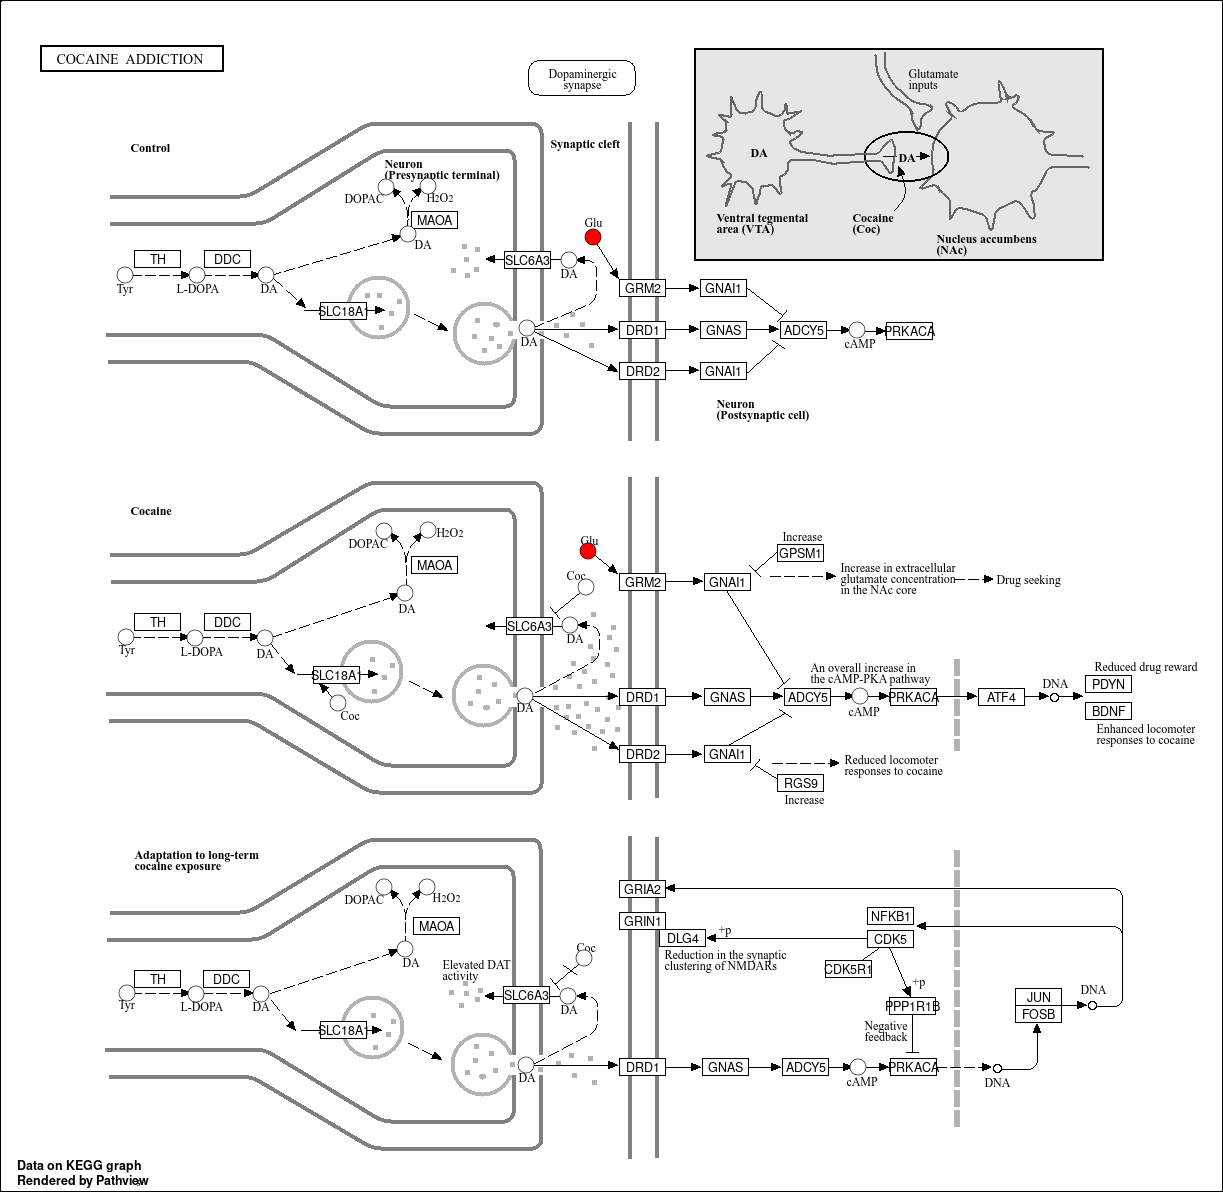 COCAINE ADDICTION
Dopaminergic
synapse
Glutamate
inputs
DA
DA
Ventral tegmental
area (VTA)
Cocaine
(Coc)
Nucleus accumbens
(NAc)
Control
Synaptic cleft
Neuron
(Presynaptic terminal)
DOPAC
H2O2
MAOA
DA
Glu
TH
DDC
SLC6A3
DA
Tyr
L-DOPA
DA
SLC18A1
GRM2
GNAI1
DA
DRD1
GNAS
ADCY5
cAMP
PRKACA
DRD2
GNAI1
Neuron
(Postsynaptic cell)
Cocaine
DOPAC
H2O2
MAOA
DA
Glu
Coc
GRM2
GNAI1
Increase
GPSM1
Increase in extracellular
glutamate concentration
in the NAc core
Drug seeking
TH
DDC
SLC6A3
DA
Tyr
L-DOPA
DA
SLC18A1
Coc
DA
DRD1
GNAS
ADCY5
An overall increase in
the cAMP-PKA pathway
cAMP
PRKACA
ATF4
DNA
Reduced drug reward
PDYN
BDNF
Enhanced locomoter
responses to cocaine
DRD2
GNAI1
Reduced locomoter
responses to cocaine
RGS9
Increase
Adaptation to long-term
cocaine exposure
DOPAC
H2O2
MAOA
DA
Coc
Elevated DAT
activity
GRIA2
GRIN1
DLG4
+p
Reduction in the synaptic
clustering of NMDARs
NFKB1
CDK5
CDK5R1
+p
PPP1R1B
Negative
feedback
TH
DDC
SLC6A3
DA
Tyr
L-DOPA
DA
SLC18A1
DA
DRD1
GNAS
ADCY5
cAMP
PRKACA
DNA
JUN
FOSB
DNA
Data on KEGG graph
Rendered by Pathview